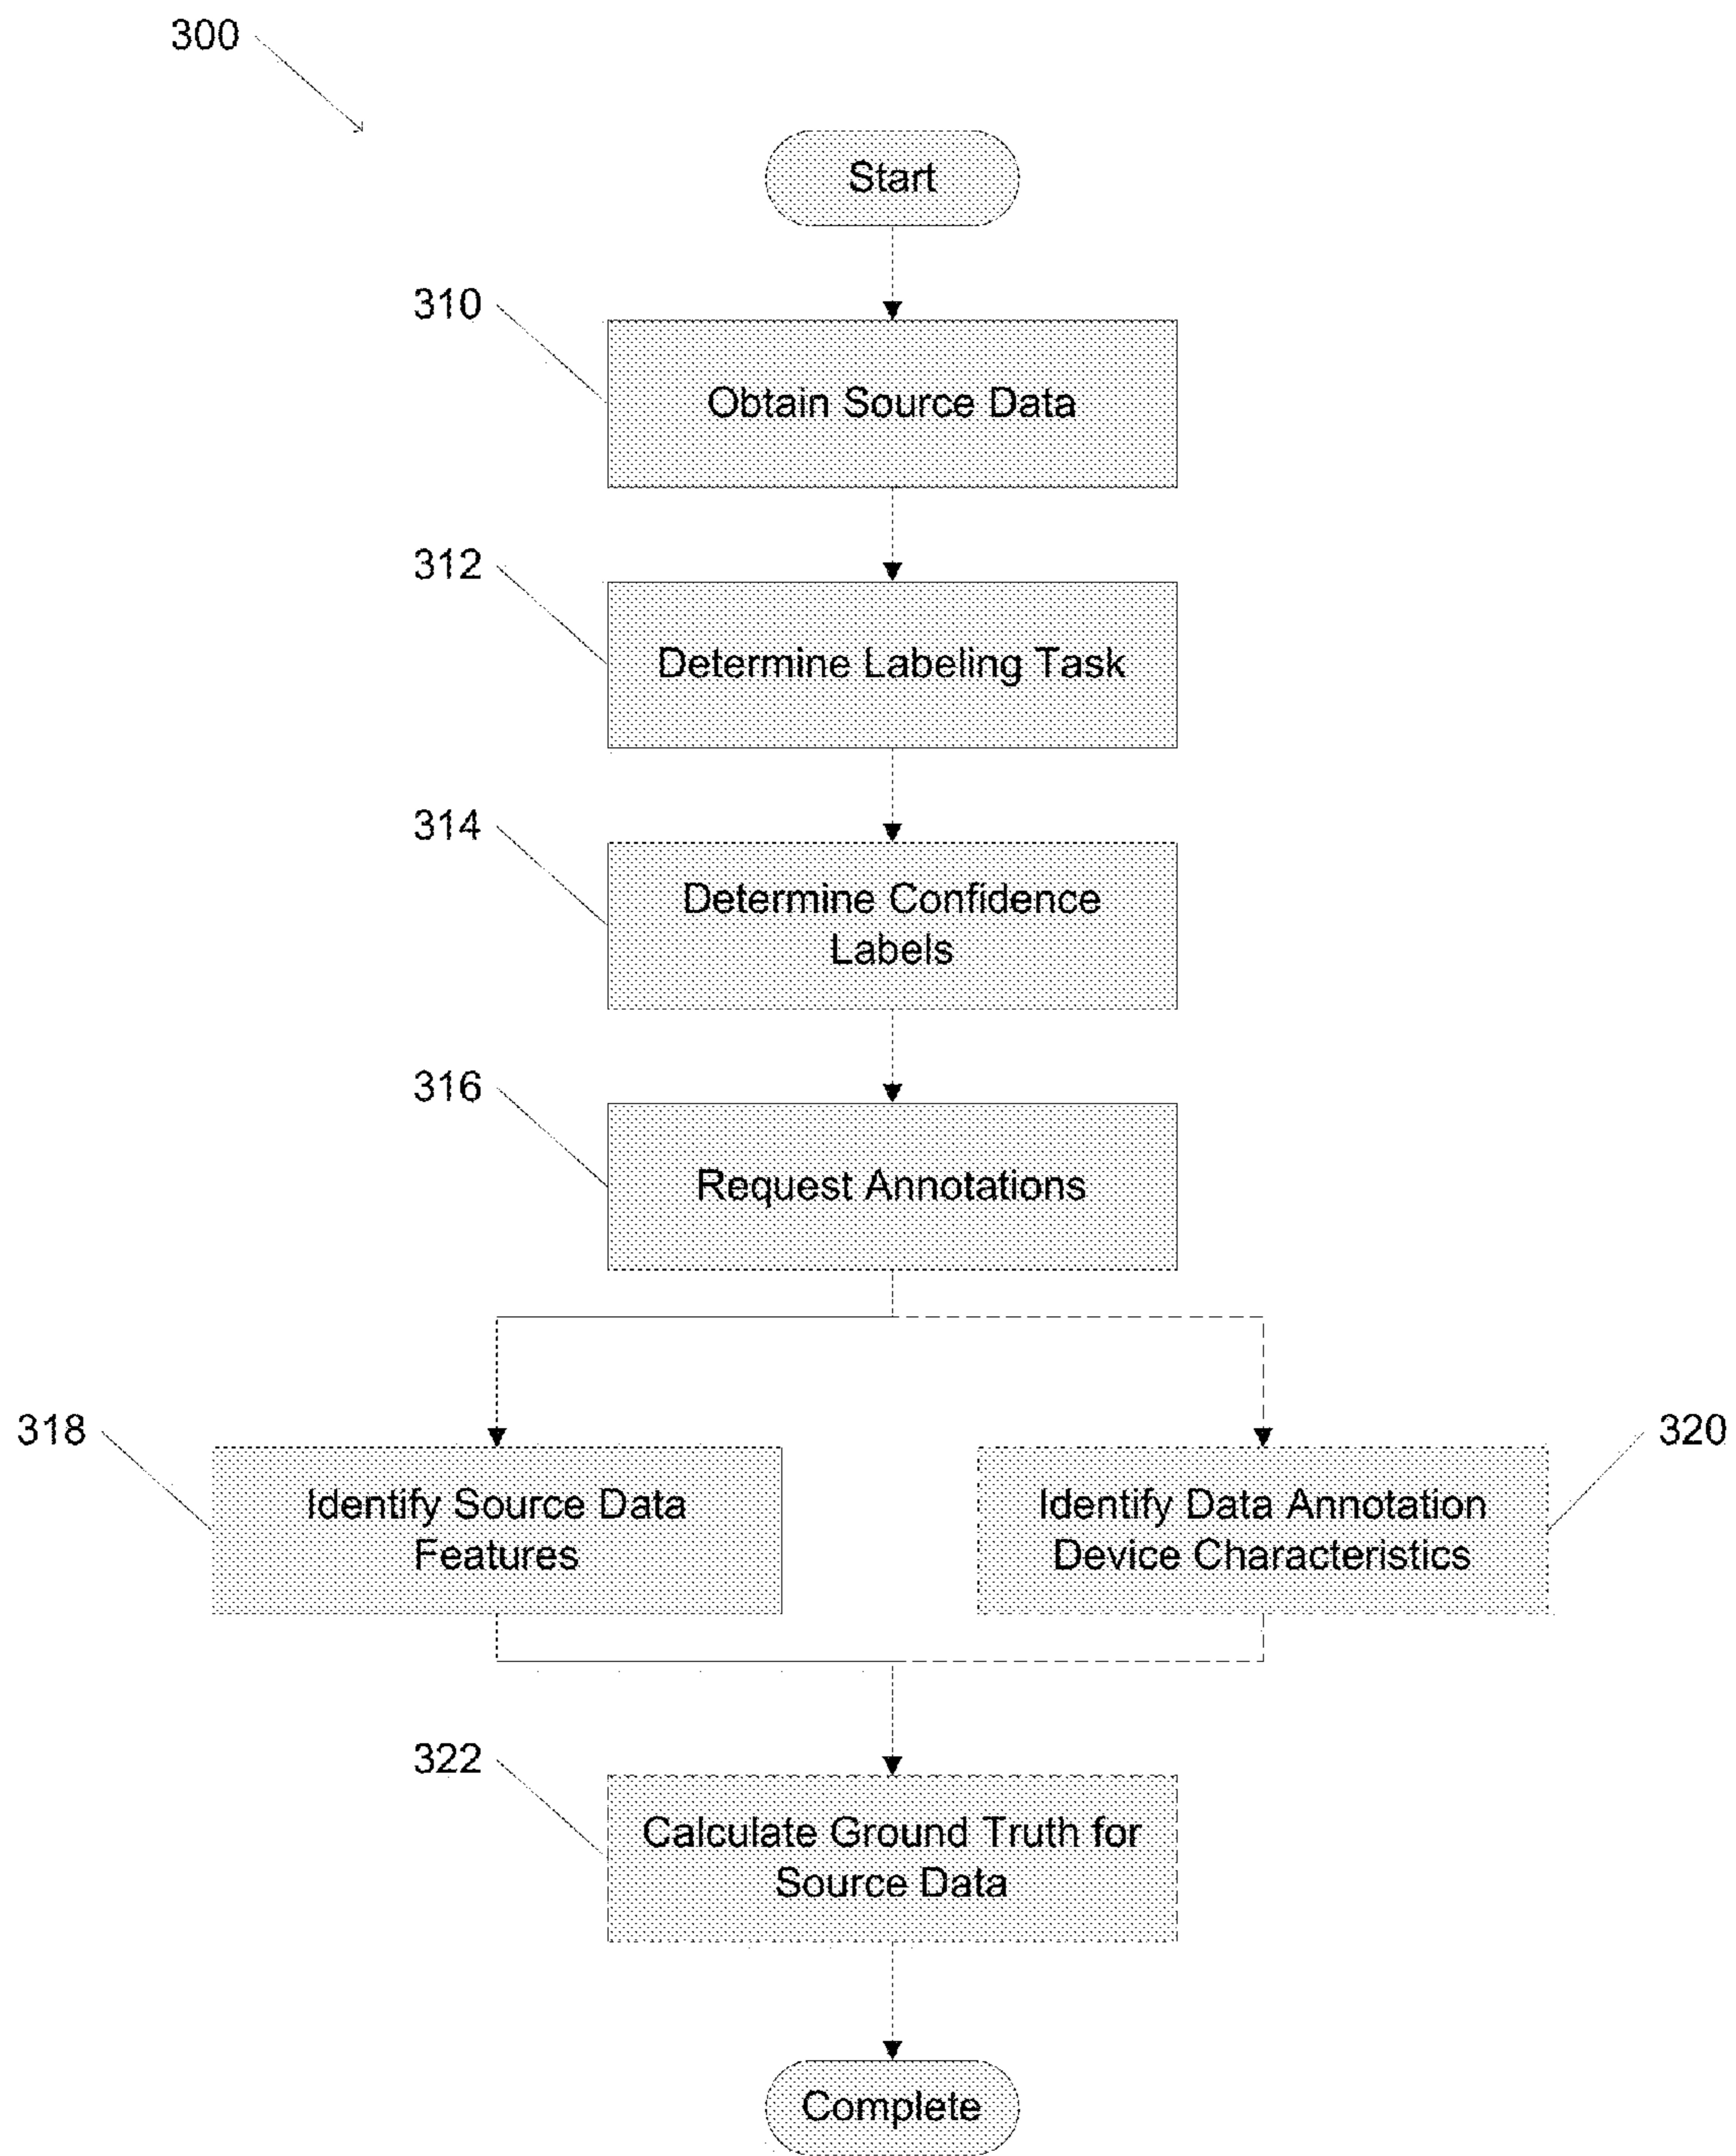 300
Start
310
Obtain Source Data
312
Determine Labeling Task
314
Determine Confidence
Labels
316
Request Annotations
318
Identify Source Data
Features
320
Identify Data Annotation
Device Characteristics
322
Calculate Ground Truth for
Source Data
Complete